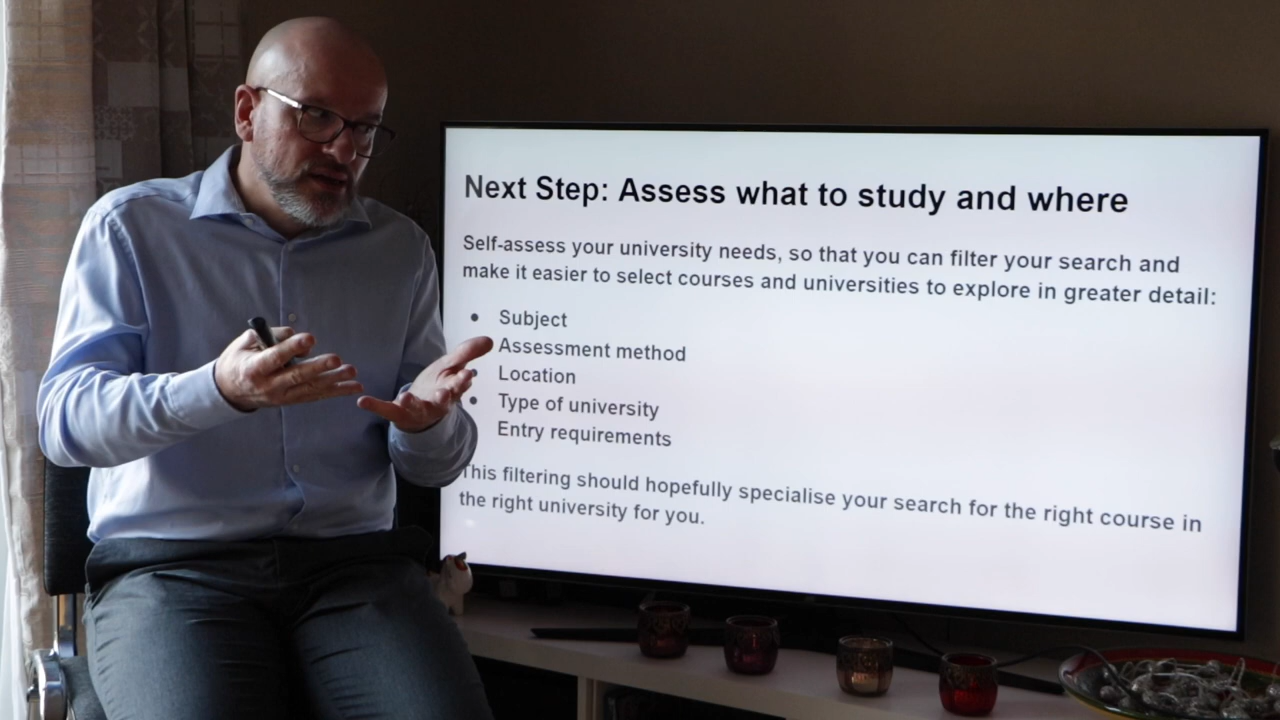 Next Step: Assess what to study and where
Self-assess your university needs, so that you can filter your search and
make it easier to select courses and universities to explore in greater detail:
• Subject
Assessment method
• Location
• Type of university
Entry requirements
This filtering should hopefully specialise your search for the right course in
the right university for you.